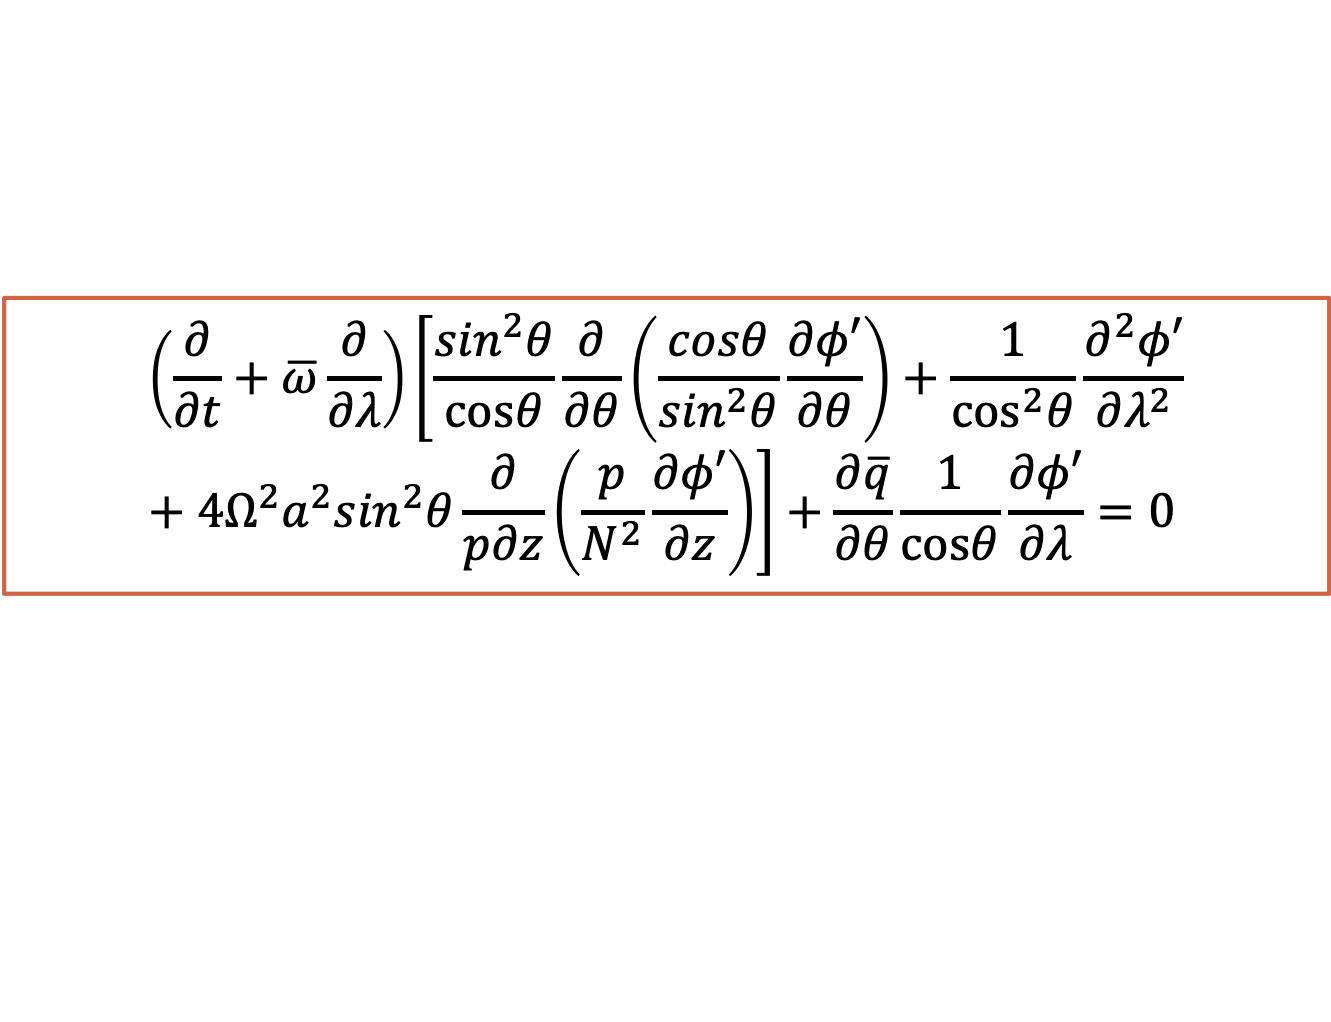 (∂/∂t + ω̅ ∂/∂λ) [sin²θ/cosθ ∂/∂θ (cosθ/sin²θ ∂ϕ′/∂θ) + 1/cos²θ ∂²ϕ′/∂λ²
+ 4Ω²a²sin²θ ∂/p∂z (p/N² ∂ϕ′/∂z)] + ∂q̅/∂θ 1/cosθ ∂ϕ′/∂λ = 0